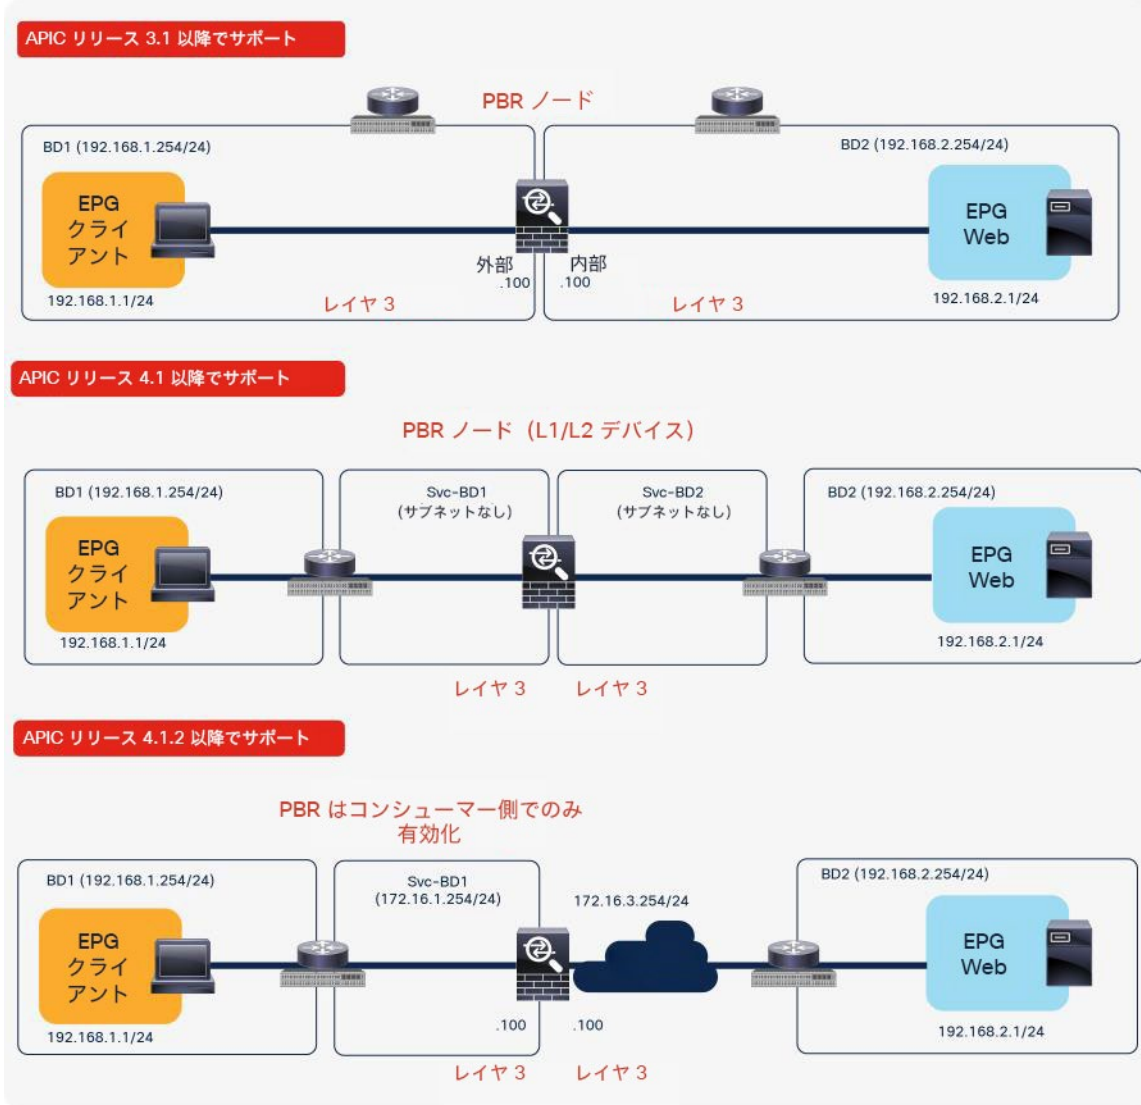 APIC リリース 3.1 以降でサポート
PBR ノード
BD1 (192.168.1.254/24)
BD2 (192.168.2.254/24)
EPG
クライ
アント
EPG
Web
外部
内部
.100
.100
192.168.1.1/24
192.168.2.1/24
レイヤ 3
レイヤ 3
APIC リリース 4.1 以降でサポート
PBR ノード（L1/L2 デバイス）
BD1 (192.168.1.254/24)
Svc-BD1
(サブネットなし)
Svc-BD2
(サブネットなし)
BD2 (192.168.2.254/24)
EPG
クライ
アント
EPG
Web
192.168.1.1/24
192.168.2.1/24
レイヤ 3
レイヤ 3
APIC リリース 4.1.2 以降でサポート
PBR はコンシューマー側でのみ
有効化
BD1 (192.168.1.254/24)
Svc-BD1
(172.16.1.254/24)
172.16.3.254/24
BD2 (192.168.2.254/24)
EPG
クライ
アント
EPG
Web
.100
.100
192.168.1.1/24
192.168.2.1/24
レイヤ 3
レイヤ 3